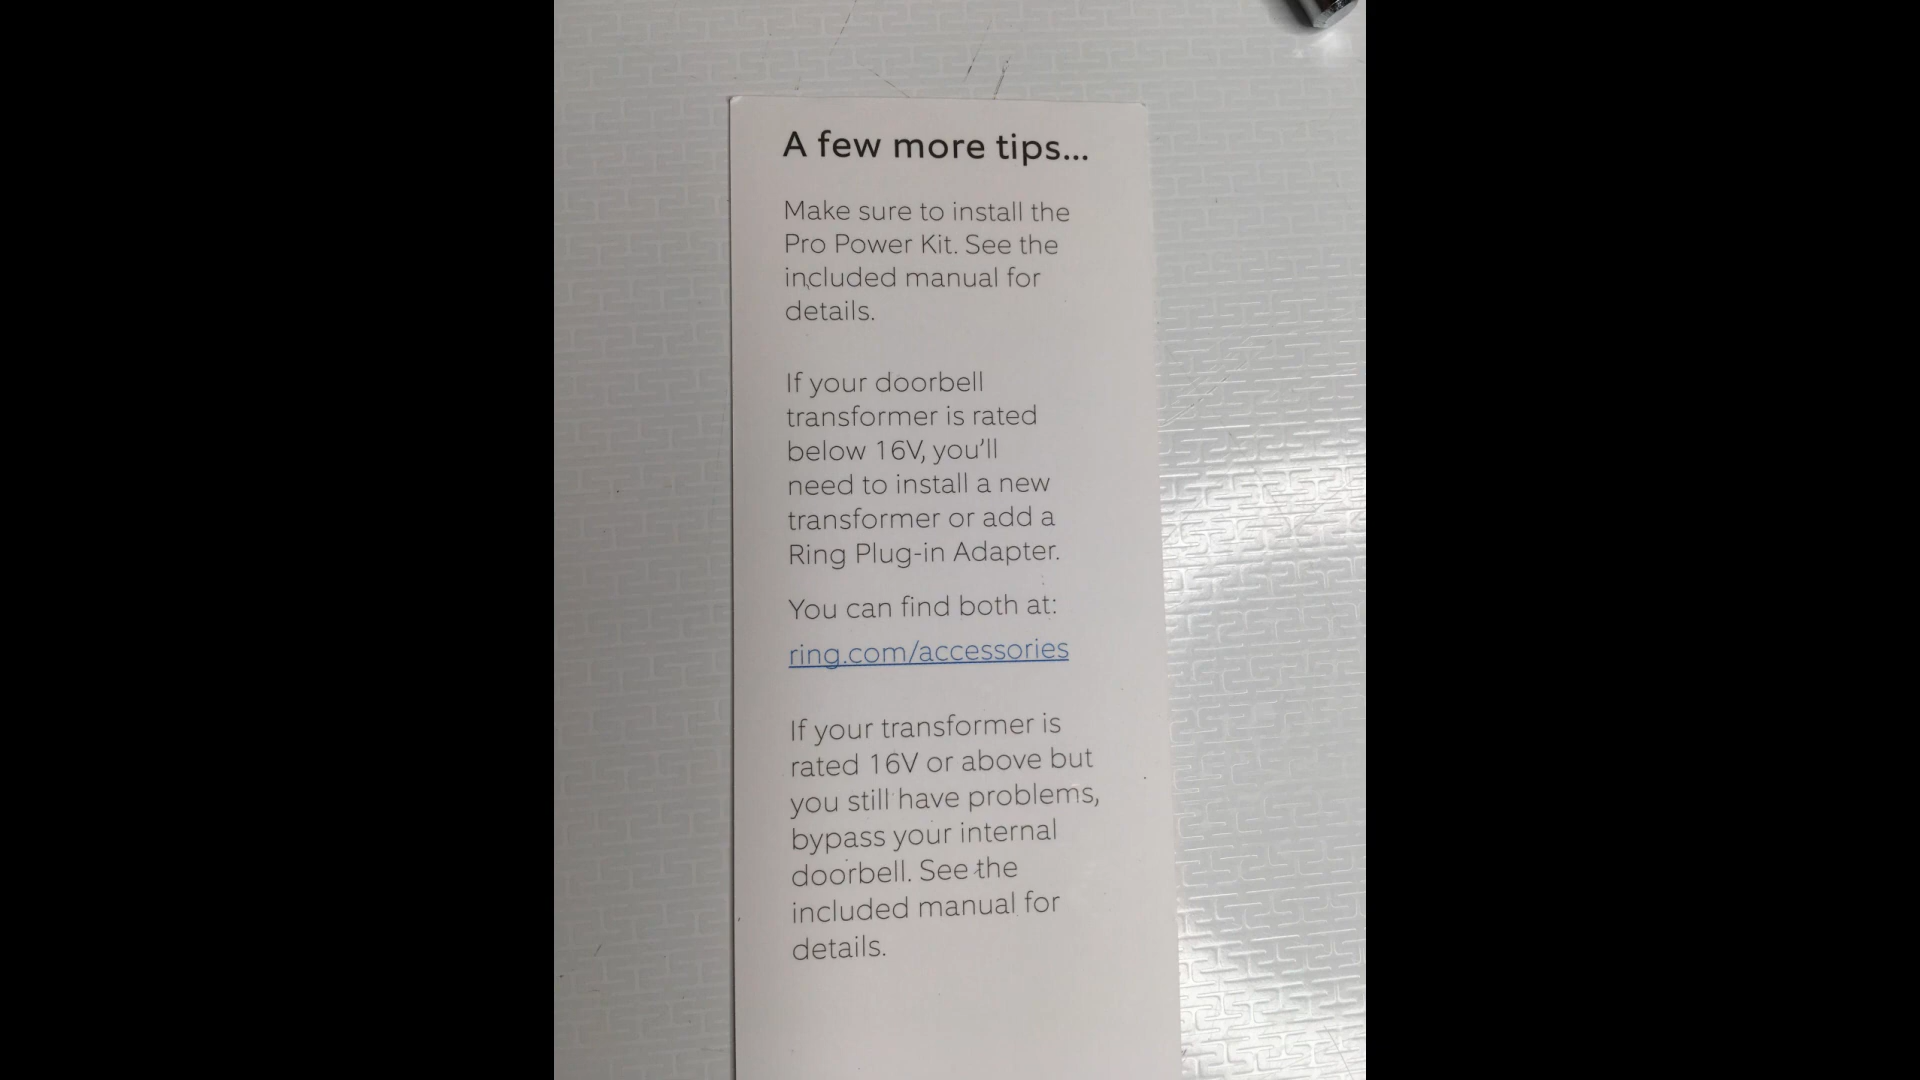 A few more tips...
Make sure to install the
Pro Power Kit. See the
included manual for
details.
If your doorbell
transformer is rated
below 16V, you’ll
need to install a new
transformer or add a
Ring Plug-in Adapter.
You can find both at:
ring.com/accessories
If your transformer is
rated 16V or above but
you still have problems,
bypass your internal
doorbell. See the
included manual for
details.